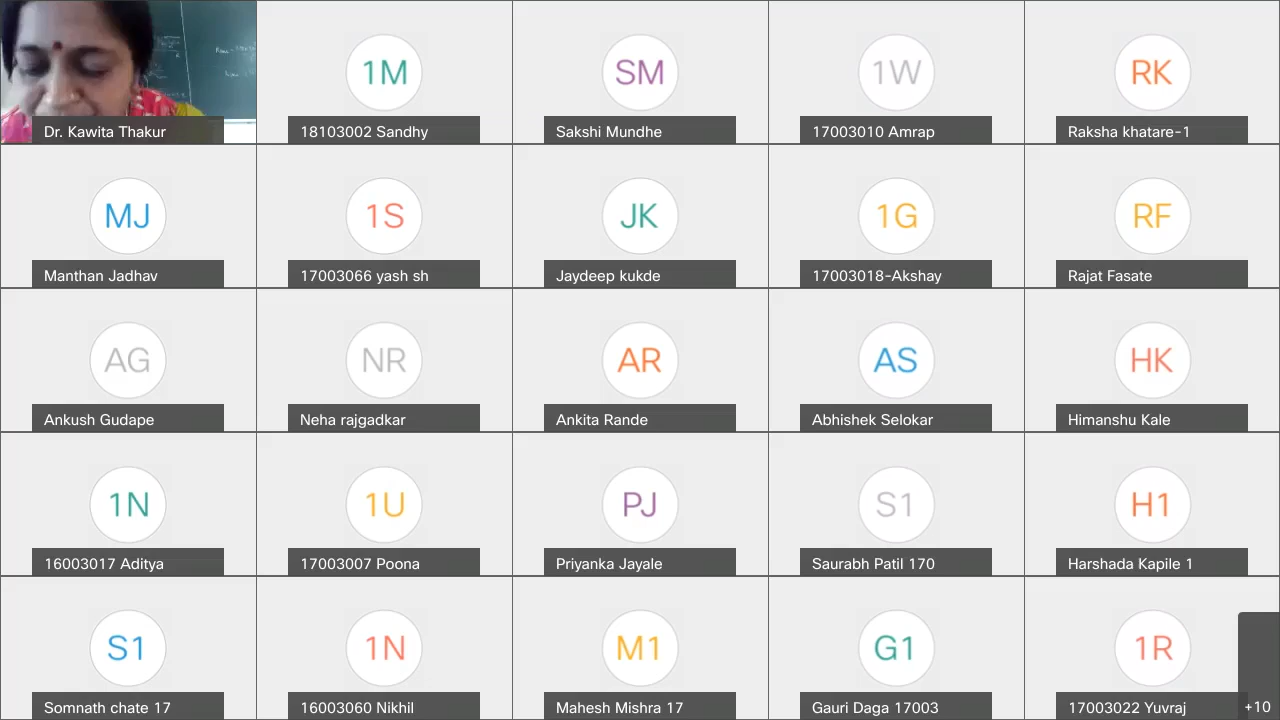 Dr. Kawita Thakur
1M
18103002 Sandhy
SM
Sakshi Mundhe
1W
17003010 Amrap
RK
Raksha khatare-1
MJ
Manthan Jadhav
1S
17003066 yash sh
JK
Jaydeep kukde
1G
17003018-Akshay
RF
Rajat Fasate
AG
Ankush Gudape
NR
Neha rajgadkar
AR
Ankita Rande
AS
Abhishek Selokar
HK
Himanshu Kale
1N
16003017 Aditya
1U
17003007 Poona
PJ
Priyanka Jayale
S1
Saurabh Patil 170
H1
Harshada Kapile 1
S1
Somnath chate 17
1N
16003060 Nikhil
M1
Mahesh Mishra 17
G1
Gauri Daga 17003
1R
17003022 Yuvraj
+10